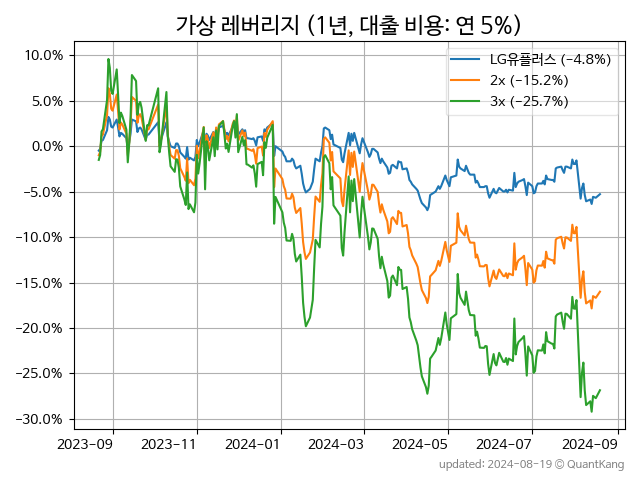 가상 레버리지 (1년, 대출 비용: 연 5%)
LG유플러스 (−4.8%)
2x (−15.2%)
3x (−25.7%)
10.0%
5.0%
0.0%
−5.0%
−10.0%
−15.0%
−20.0%
−25.0%
−30.0%
2023-09 2023-11 2024-01 2024-03 2024-05 2024-07 2024-09
updated: 2024-08-19 © QuantKang